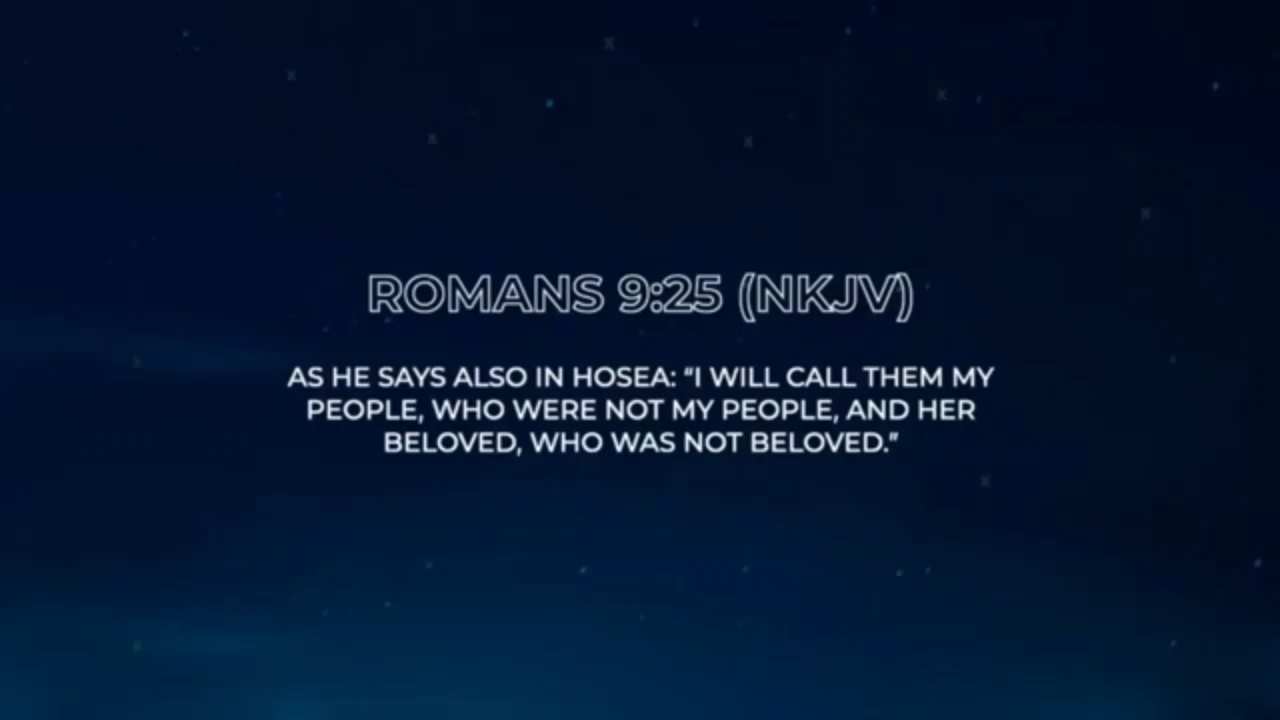 ROMANS 9:25 (NKJV)
AS HE SAYS ALSO IN HOSEA: “I WILL CALL THEM MY
PEOPLE, WHO WERE NOT MY PEOPLE, AND HER
BELOVED, WHO WAS NOT BELOVED.”